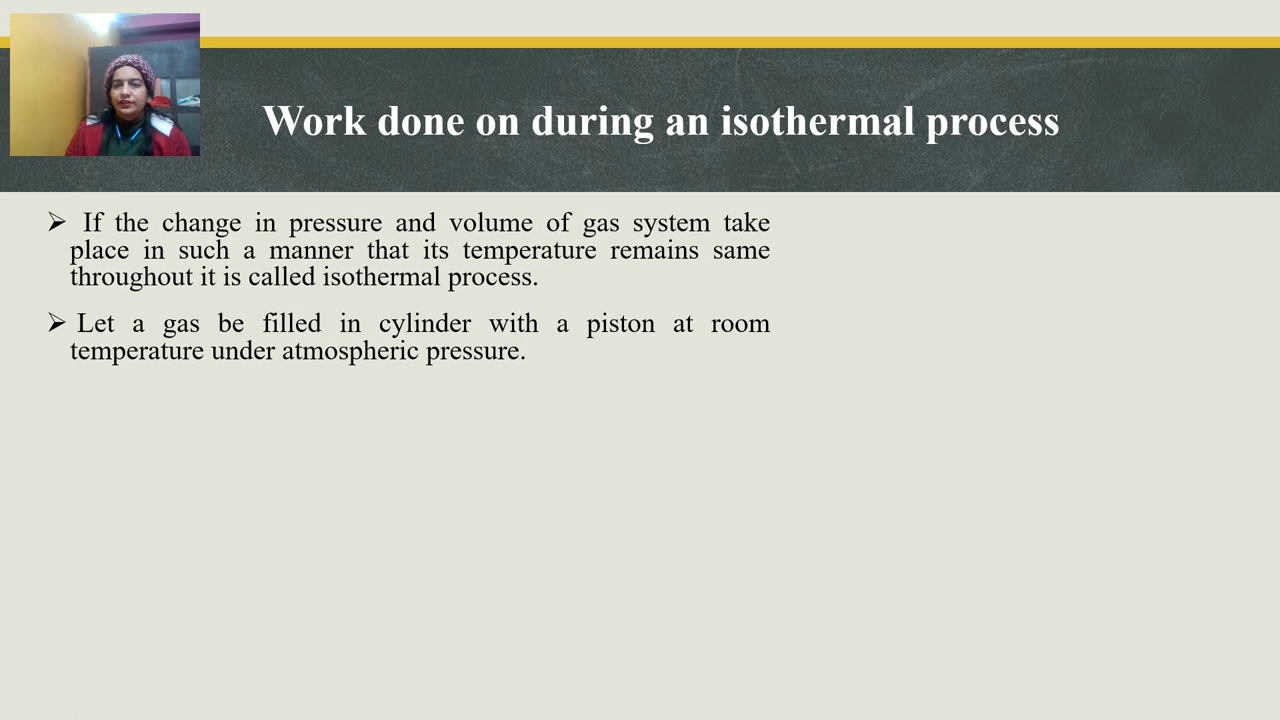 Work done on during an isothermal process
➢ If the change in pressure and volume of gas system take
place in such a manner that its temperature remains same
throughout it is called isothermal process.
➢ Let a gas be filled in cylinder with a piston at room
temperature under atmospheric pressure.